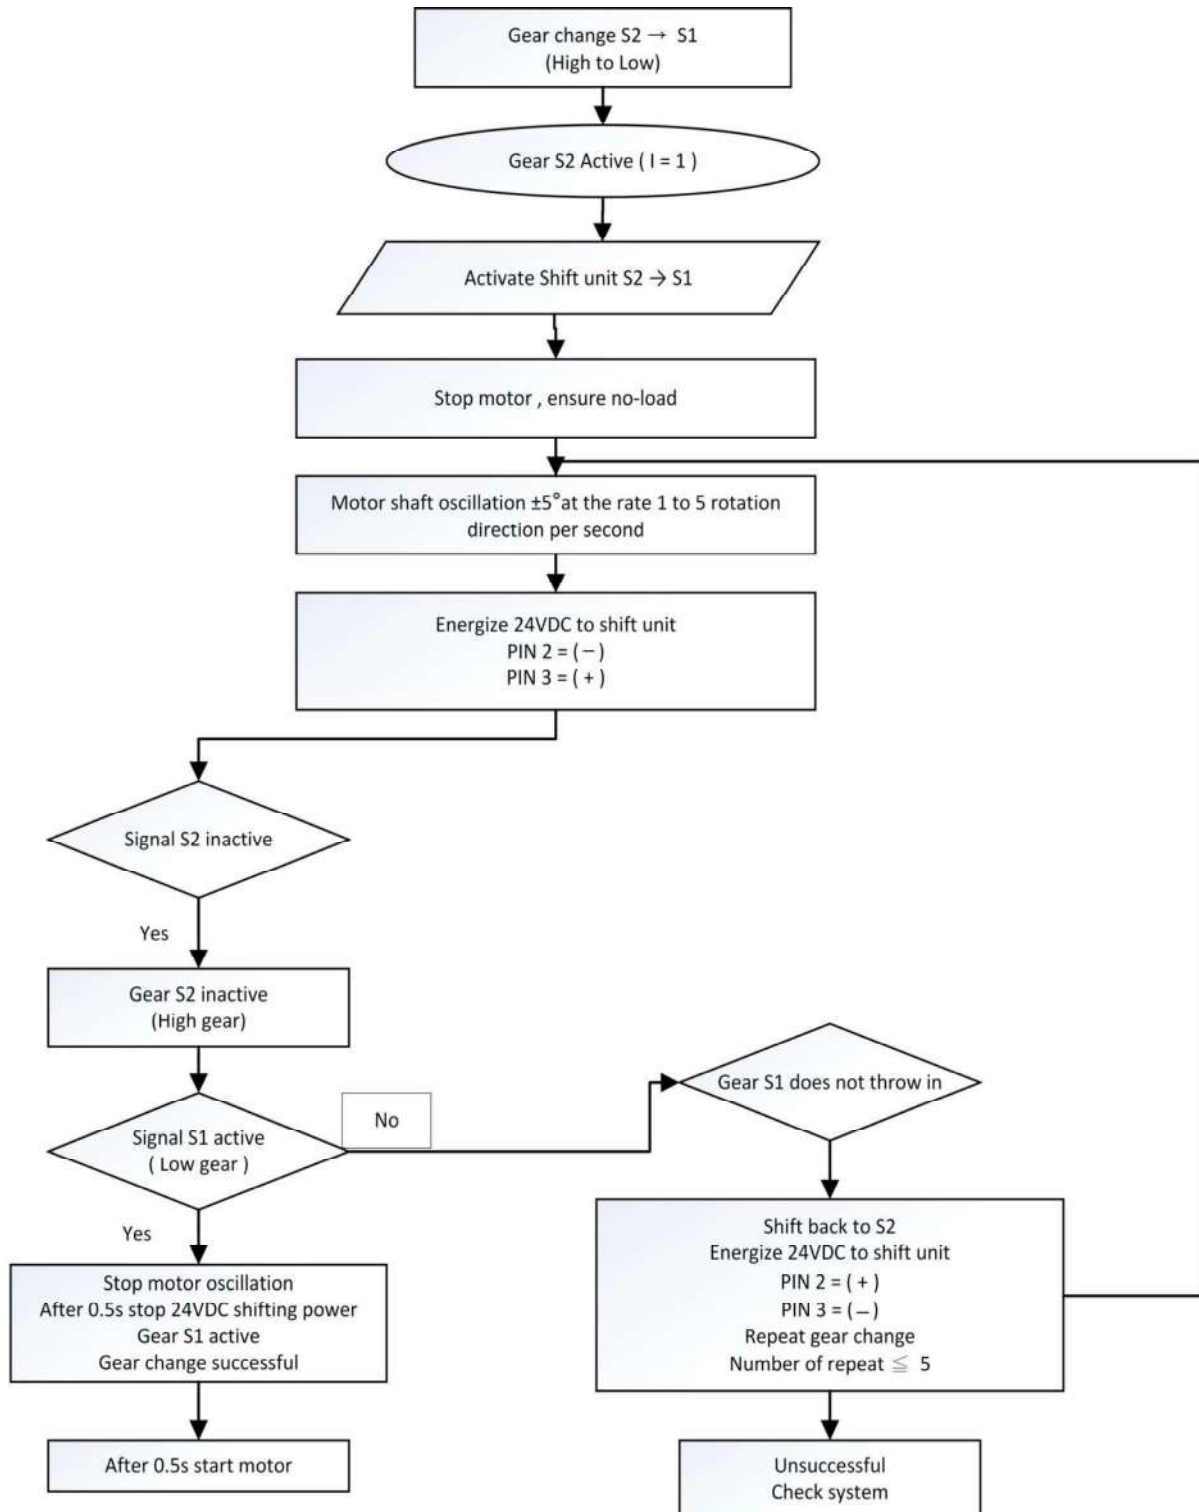 Gear change S2 → S1
(High to Low)
Gear S2 Active ( I = 1 )
Activate Shift unit S2 → S1
Stop motor , ensure no-load
Motor shaft oscillation ±5°at the rate 1 to 5 rotation
direction per second
Energize 24VDC to shift unit
PIN 2 = ( − )
PIN 3 = ( + )
Signal S2 inactive
Yes
Gear S2 inactive
(High gear)
Signal S1 active
( Low gear )
No
Gear S1 does not throw in
Yes
Stop motor oscillation
After 0.5s stop 24VDC shifting power
Gear S1 active
Gear change successful
After 0.5s start motor
Shift back to S2
Energize 24VDC to shift unit
PIN 2 = ( + )
PIN 3 = ( − )
Repeat gear change
Number of repeat ≦ 5
Unsuccessful
Check system